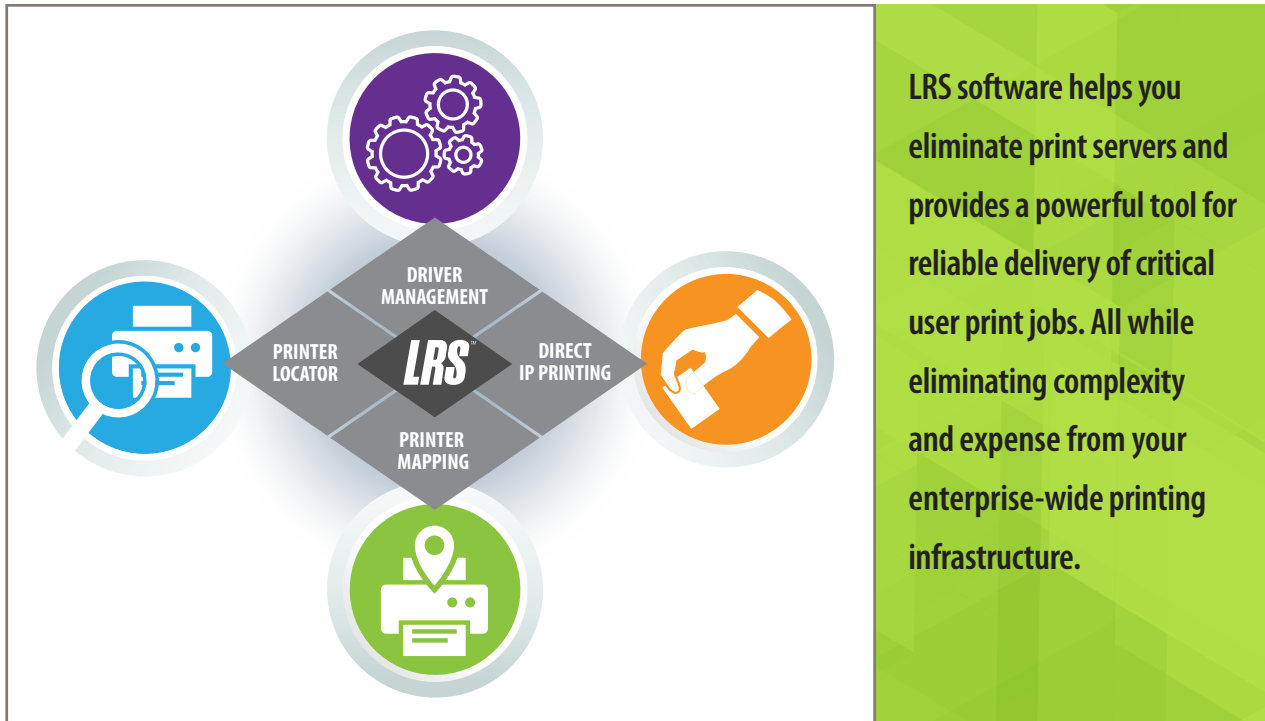 DRIVER
MANAGEMENT
PRINTER
LOCATOR
LRS™
DIRECT
IP PRINTING
PRINTER
MAPPING
LRS software helps you
eliminate print servers and
provides a powerful tool for
reliable delivery of critical
user print jobs. All while
eliminating complexity
and expense from your
enterprise-wide printing
infrastructure.